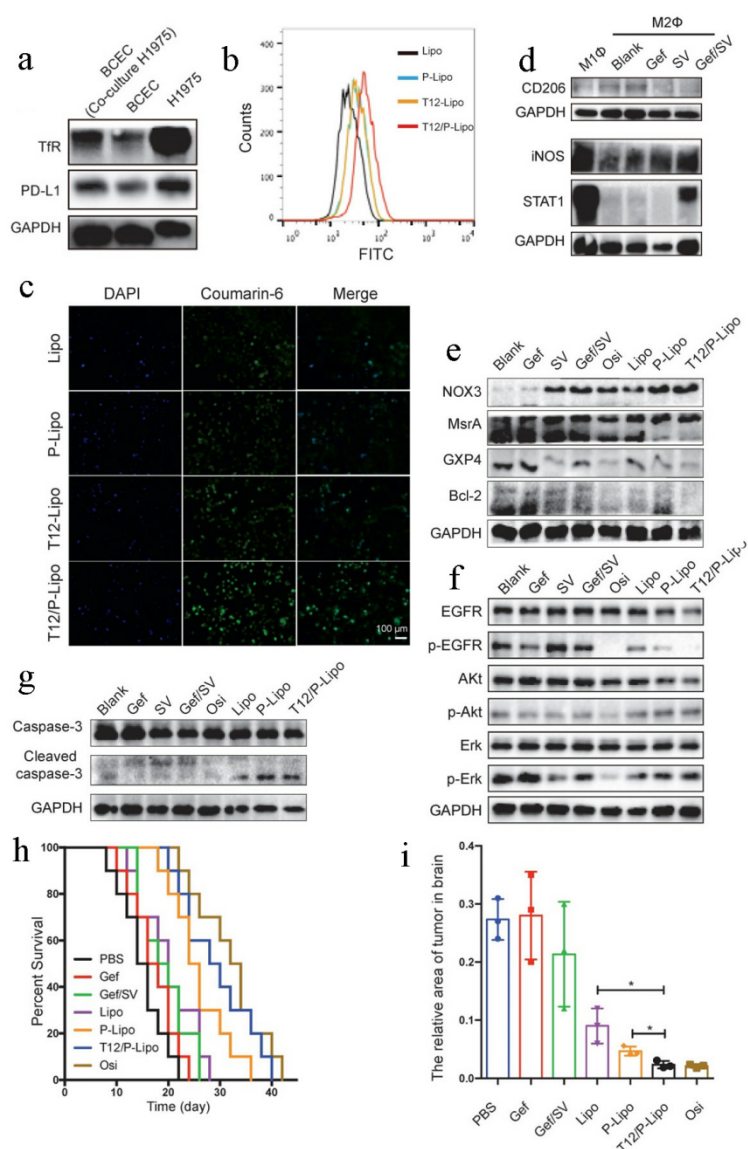 a
BCEC
(Co-culture H1975)
BCEC
H1975
TfR
PD-L1
GAPDH
b
400
300
200
100
0
Counts
10⁰
10¹
10²
10³
10⁴
FITC
Lipo
P-Lipo
T12-Lipo
T12/P-Lipo
d
M2Φ
M1Φ
Blank
Gef
SV
Gef/SV
CD206
GAPDH
iNOS
STAT1
GAPDH
c
DAPI
Coumarin-6
Merge
Lipo
P-Lipo
T12-Lipo
T12/P-Lipo
100 µm
e
Blank
Gef
SV
Gef/SV
Osi
Lipo
P-Lipo
T12/P-Lipo
NOX3
MsrA
GXP4
Bcl-2
GAPDH
f
Blank
Gef
SV
Gef/SV
Osi
Lipo
P-Lipo
T12/P-Lipo
EGFR
p-EGFR
AKt
p-Akt
Erk
p-Erk
GAPDH
g
Blank
Gef
SV
Gef/SV
Osi
Lipo
P-Lipo
T12/P-Lipo
Caspase-3
Cleaved
caspase-3
GAPDH
h
100
80
60
40
20
0
Percent Survival
PBS
Gef
Gef/SV
Lipo
P-Lipo
T12/P-Lipo
Osi
0
10
20
30
40
Time (day)
i
The relative area of tumor in brain
0.4
0.3
0.2
0.1
0.0
*
*
PBS
Gef
Gef/SV
Lipo
P-Lipo
T12/P-Lipo
Osi